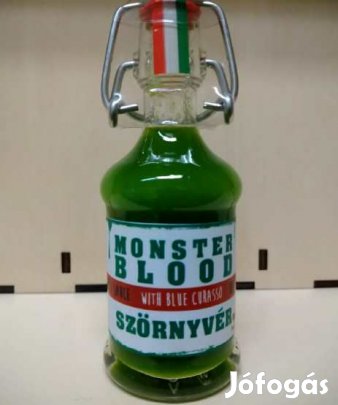 MONSTER
BLOOD
WITH BLUE CURASSO
SZÖRNYVÉR
Jófogás